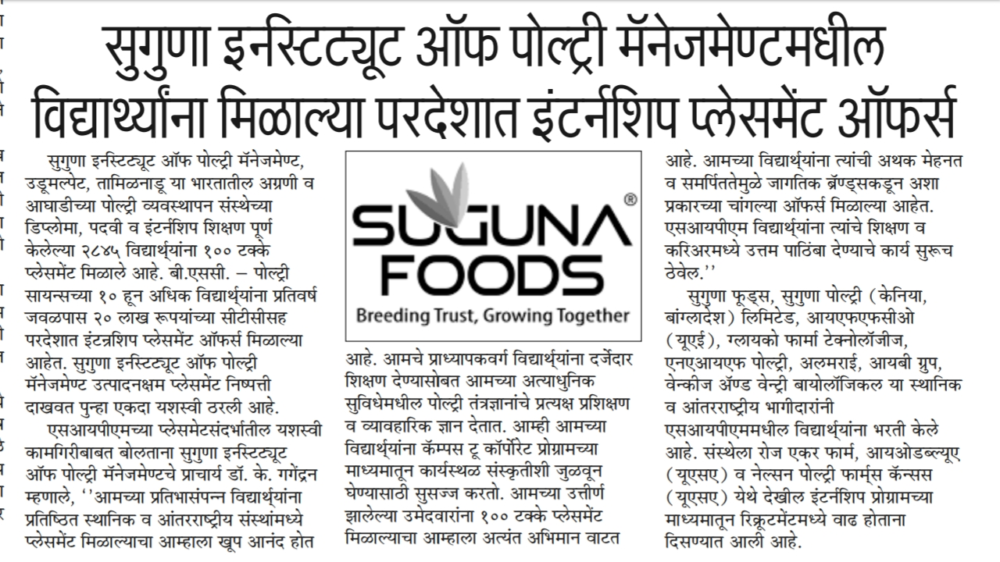 सुगुणा इनस्टिट्यूट ऑफ पोल्ट्री मॅनेजमेण्टमधील
विद्यार्थ्यांना मिळाल्या परदेशात इंटर्नशिप प्लेसमेंट ऑफर्स
सुगुणा इनस्टिट्यूट ऑफ पोल्ट्री मॅनेजमेण्ट,
उडूमल्पेट, तामिळनाडू या भारतातील अग्रणी व
आघाडीच्या पोल्ट्री व्यवस्थापन संस्थेच्या
डिप्लोमा, पदवी व इंटर्नशिप शिक्षण पूर्ण
केलेल्या २८४५ विद्यार्थ्यांना १०० टक्के
प्लेसमेंट मिळाले आहे. बी.एससी. – पोल्ट्री
सायन्सच्या १० हून अधिक विद्यार्थ्यांना प्रतिवर्ष
जवळपास २० लाख रूपयांच्या सीटीसीसह
परदेशात इंटन्रशिप प्लेसमेंट ऑफर्स मिळाल्या
आहेत. सुगुणा इनस्टिट्यूट ऑफ पोल्ट्री
मॅनेजमेण्ट उत्पादनक्षम प्लेसमेंट निष्पत्ती
दाखवत पुन्हा एकदा यशस्वी ठरली आहे.
एसआयपीएमच्या प्लेसमेटसंदर्भातील यशस्वी
कामगिरीबाबत बोलताना सुगुणा इनस्टिट्यूट
ऑफ पोल्ट्री मॅनेजमेण्टचे प्राचार्य डॉ. के. गगेंद्रन
म्हणाले, ‘‘आमच्या प्रतिभासंपन्न विद्यार्थ्यांना
प्रतिष्ठित स्थानिक व आंतरराष्ट्रीय संस्थांमध्ये
प्लेसमेंट मिळाल्याचा आम्हाला खूप आनंद होत
SUGUNA®
FOODS
Breeding Trust, Growing Together
आहे. आमचे प्राध्यापकवर्ग विद्यार्थ्यांना दर्जेदार
शिक्षण देण्यासोबत आमच्या अत्याधुनिक
सुविधेमधील पोल्ट्री तंत्रज्ञानांचे प्रत्यक्ष प्रशिक्षण
व व्यावहारिक ज्ञान देतात. आम्ही आमच्या
विद्यार्थ्यांना कॅम्पस टू कॉर्पोरेट प्रोग्रामच्या
माध्यमातून कार्यस्थळ संस्कृतीशी जुळवून
घेण्यासाठी सुसज्ज करतो. आमच्या उत्तीर्ण
झालेल्या उमेदवारांना १०० टक्के प्लेसमेंट
मिळाल्याचा आम्हाला अत्यंत अभिमान वाटत
आहे. आमच्या विद्यार्थ्यांना त्यांची अथक मेहनत
व समर्पिततेमुळे जागतिक ब्रॅण्ड्सकडून अशा
प्रकारच्या चांगल्या ऑफर्स मिळाल्या आहेत.
एसआयपीएम विद्यार्थ्यांना त्यांचे शिक्षण व
करिअरमध्ये उत्तम पाठिंबा देण्याचे कार्य सुरूच
ठेवेल.’’
सुगुणा फूड्स, सुगुणा पोल्ट्री (केनिया,
बांग्लादेश) लिमिटेड, आयएफएफसीओ
(यूएई), ग्लायको फार्मा टेक्नोलॉजीज,
एनएआयएफ पोल्ट्री, अलमराई, आयबी ग्रुप,
वेन्कीज अ‍ॅण्ड वेन्ट्री बायोलॉजिकल या स्थानिक
व आंतरराष्ट्रीय भागीदारांनी
एसआयपीएममधील विद्यार्थ्यांना भरती केले
आहे. संस्थेला रोज एकर फार्म, आयओडब्ल्यूए
(यूएसए) व नेल्सन पोल्ट्री फार्म्स कॅन्सस
(यूएसए) येथे देखील इंटर्नशिप प्रोग्रामच्या
माध्यमातून रिक्रूटमेंटमध्ये वाढ होताना
दिसण्यात आली आहे.